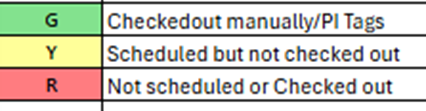 G Checkedout manually/PI Tags
Y Scheduled but not checked out
R Not scheduled or Checked out